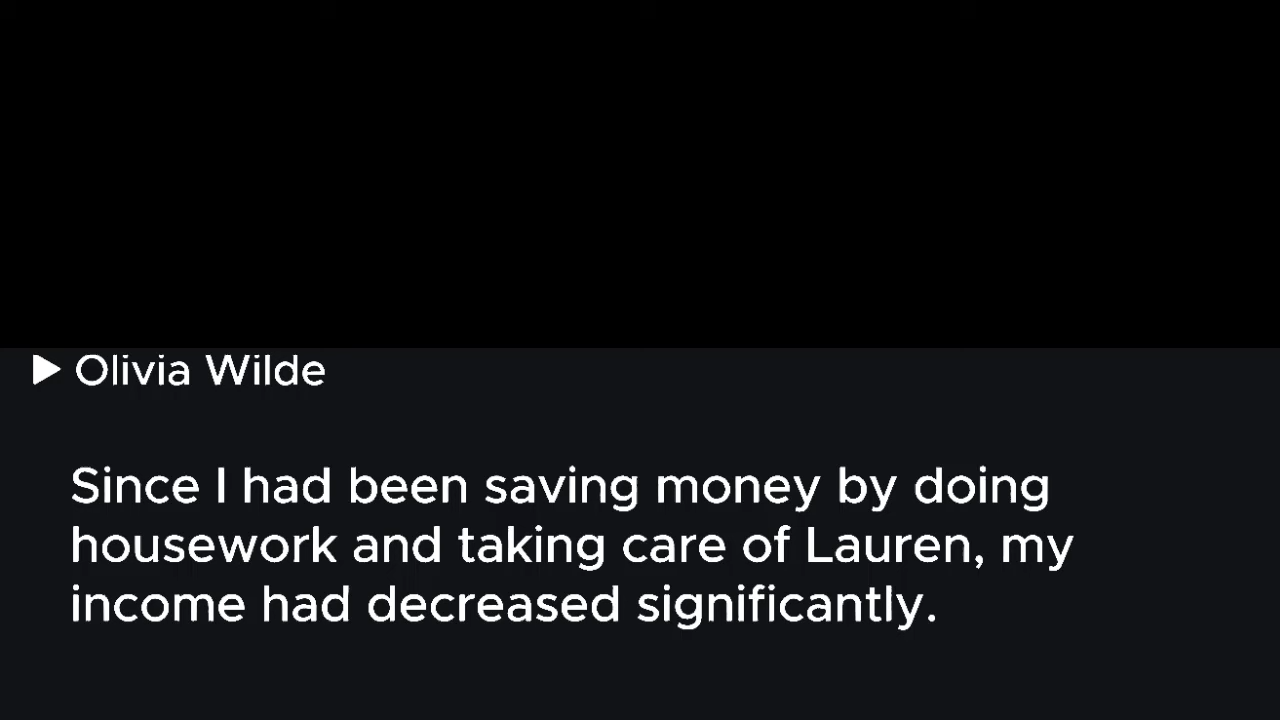 ▶ Olivia Wilde
Since I had been saving money by doing
housework and taking care of Lauren, my
income had decreased significantly.